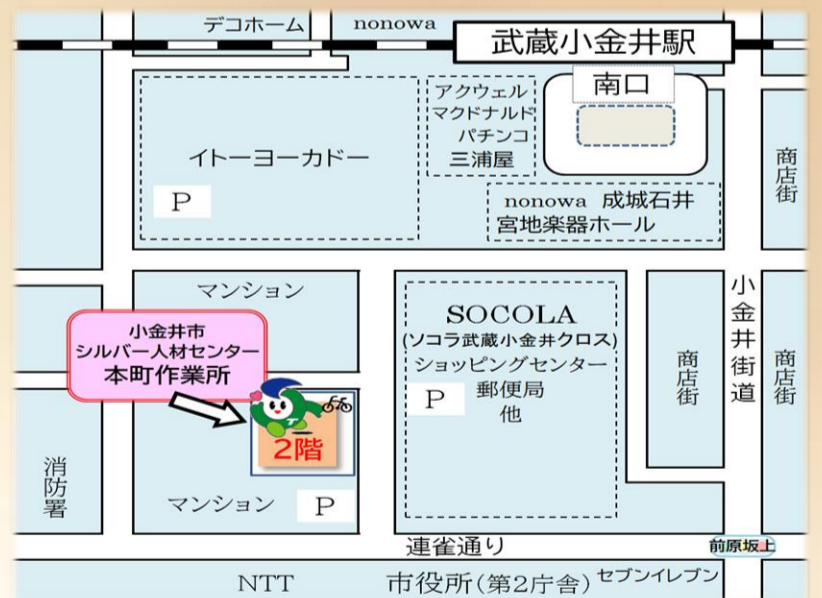 デコホーム
nonowa
武蔵小金井駅
南口
アクウェル
マクドナルド
パチンコ
三浦屋
イトーヨーカドー
P
nonowa 成城石井
宮地楽器ホール
商店街
マンション
小金井市
シルバー人材センター
本町作業所
SOCOLA
(ソコラ武蔵小金井クロス)
ショッピングセンター
P
郵便局
他
商店街
小金井街道
商店街
T
2階
消防署
マンション
P
連雀通り
前原坂上
NTT
市役所(第2庁舎)
セブンイレブン